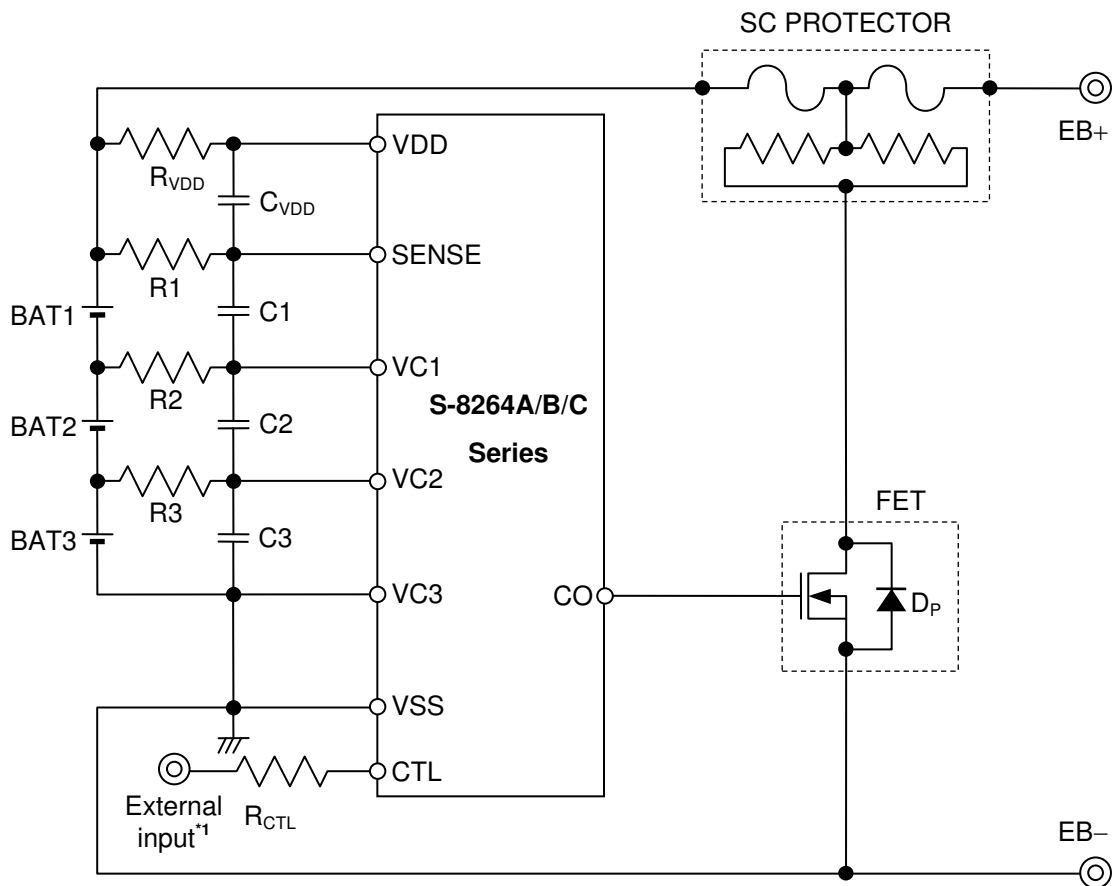 SC PROTECTOR
EB+
VDD
RVDD
CVDD
SENSE
R1
C1
BAT1
VC1
R2
S-8264A/B/C
Series
C2
BAT2
VC2
R3
FET
C3
BAT3
VC3
CO
DP
VSS
CTL
External
input*1
RCTL
EB−